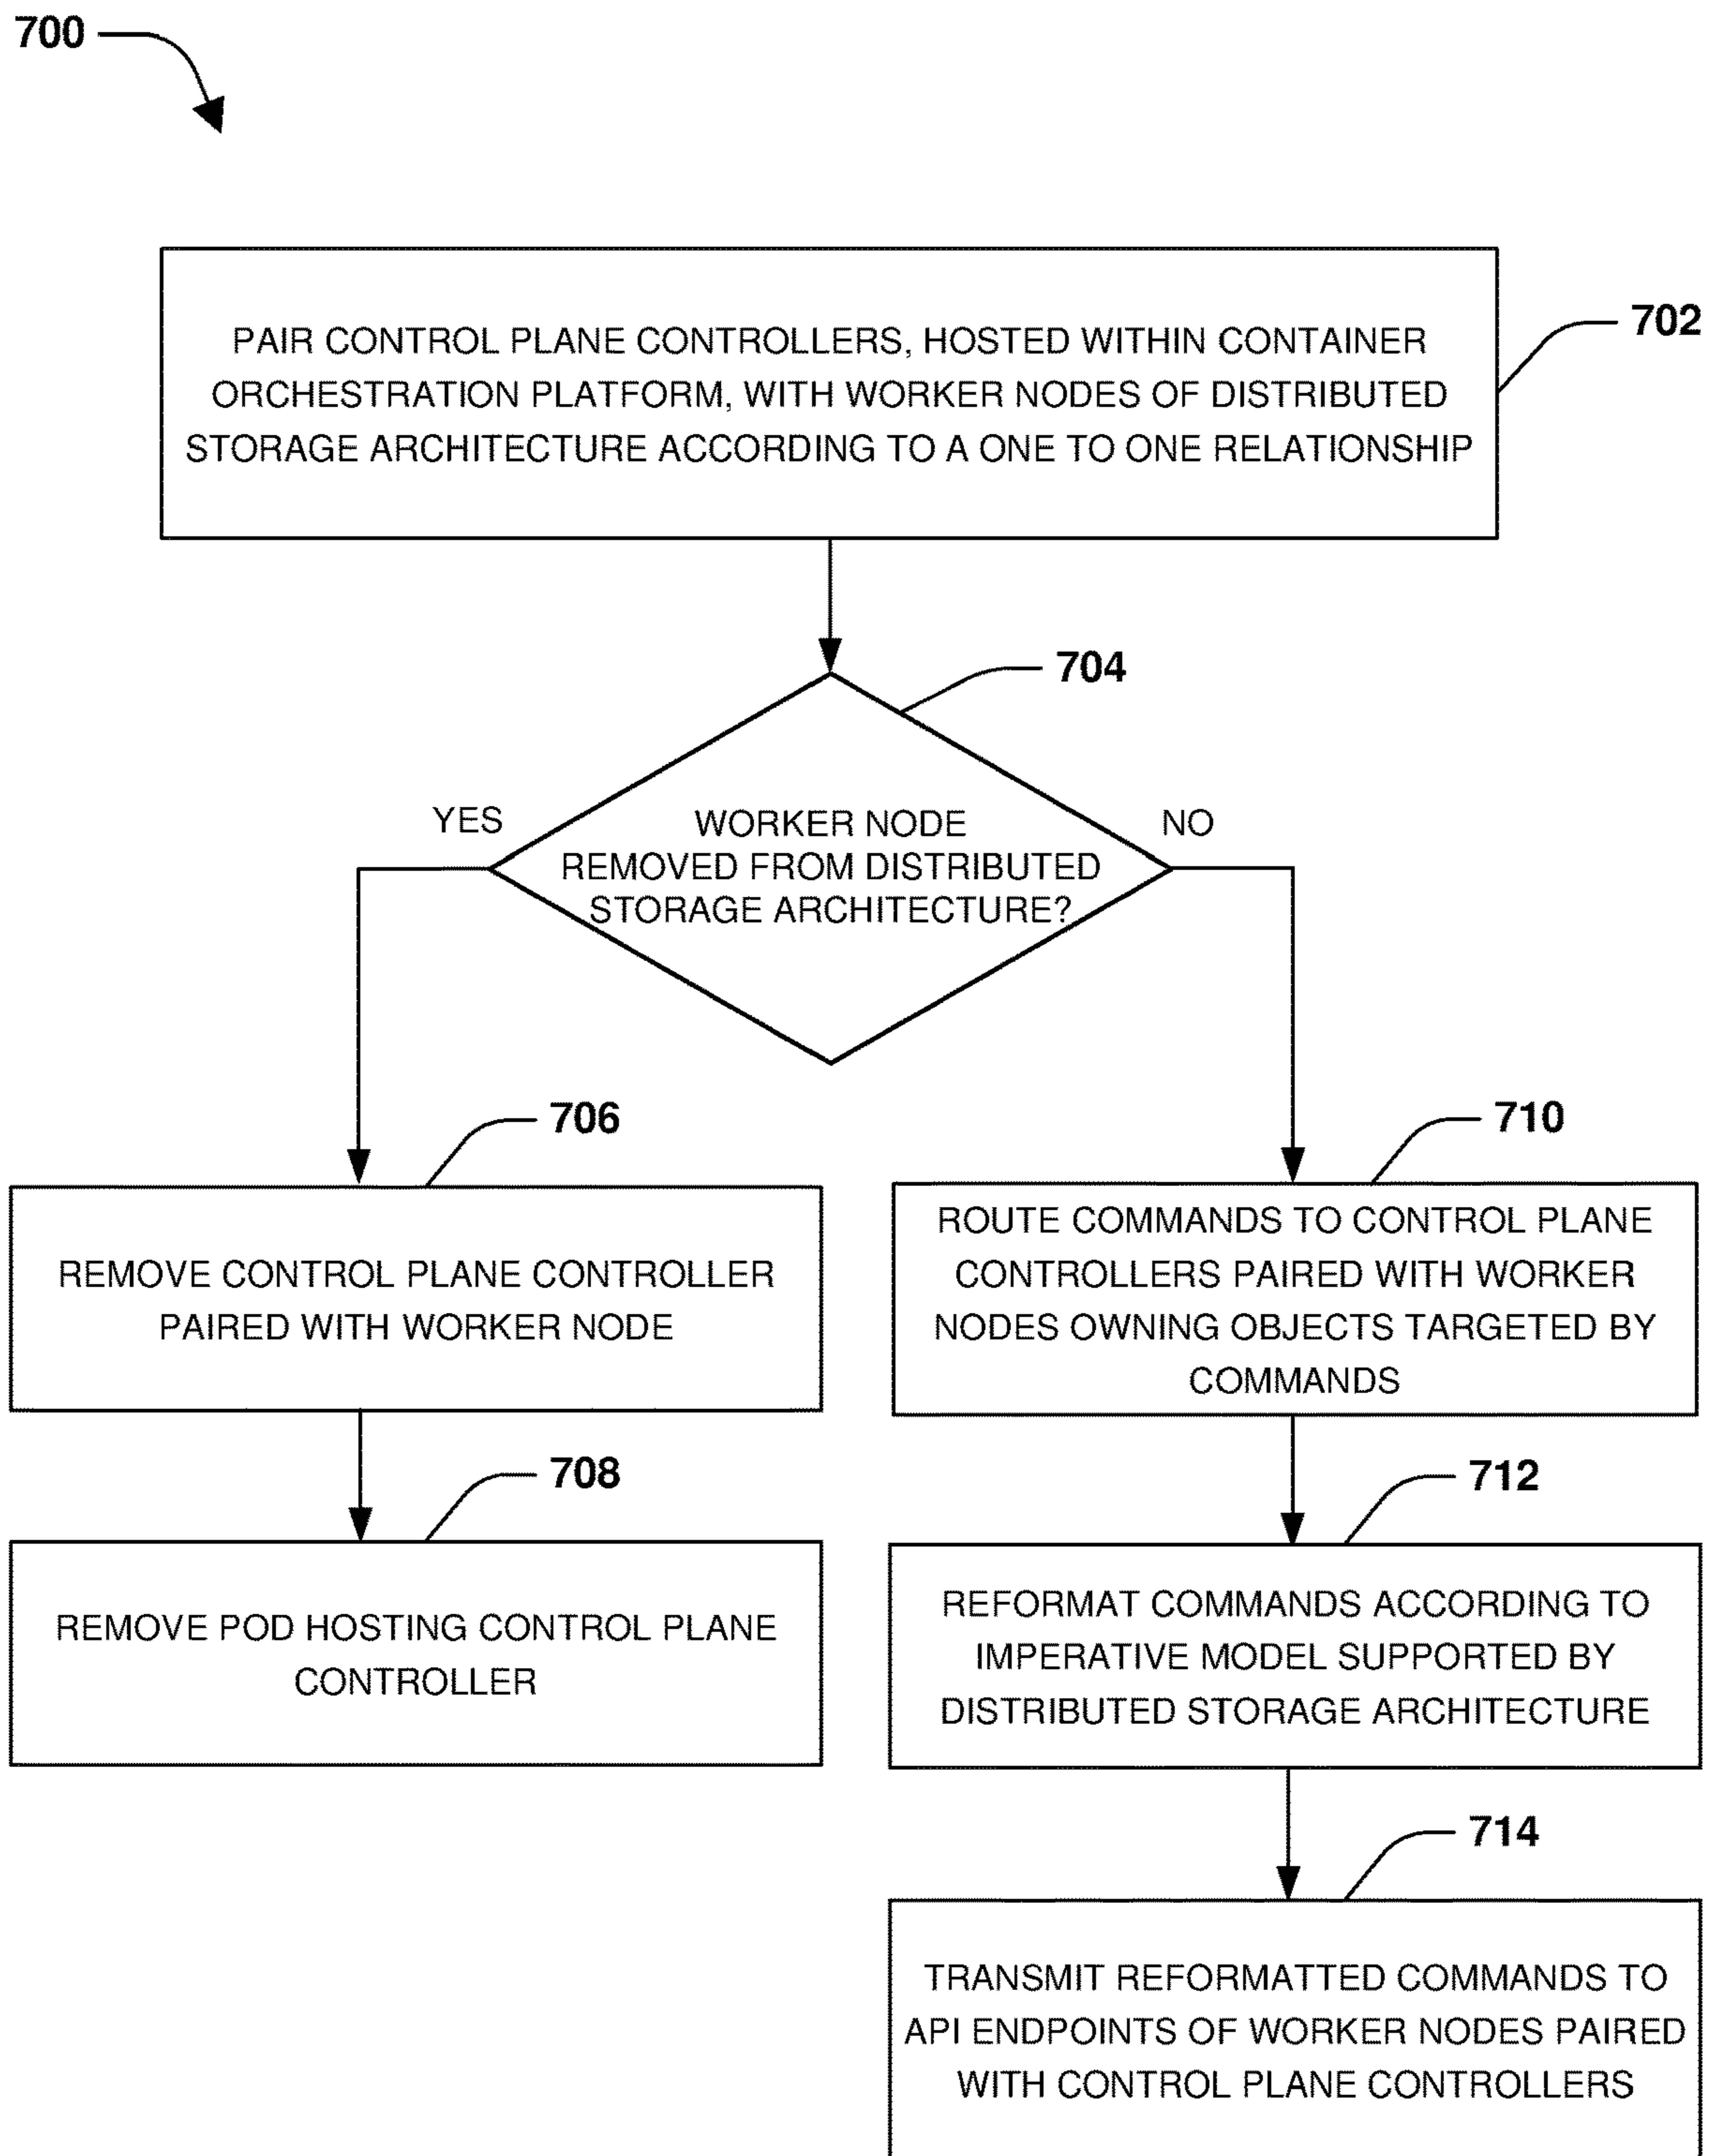 700
702
PAIR CONTROL PLANE CONTROLLERS, HOSTED WITHIN CONTAINER
ORCHESTRATION PLATFORM, WITH WORKER NODES OF DISTRIBUTED
STORAGE ARCHITECTURE ACCORDING TO A ONE TO ONE RELATIONSHIP
704
YES
NO
WORKER NODE
REMOVED FROM DISTRIBUTED
STORAGE ARCHITECTURE?
706
REMOVE CONTROL PLANE CONTROLLER
PAIRED WITH WORKER NODE
708
REMOVE POD HOSTING CONTROL PLANE
CONTROLLER
710
ROUTE COMMANDS TO CONTROL PLANE
CONTROLLERS PAIRED WITH WORKER
NODES OWNING OBJECTS TARGETED BY
COMMANDS
712
REFORMAT COMMANDS ACCORDING TO
IMPERATIVE MODEL SUPPORTED BY
DISTRIBUTED STORAGE ARCHITECTURE
714
TRANSMIT REFORMATTED COMMANDS TO
API ENDPOINTS OF WORKER NODES PAIRED
WITH CONTROL PLANE CONTROLLERS